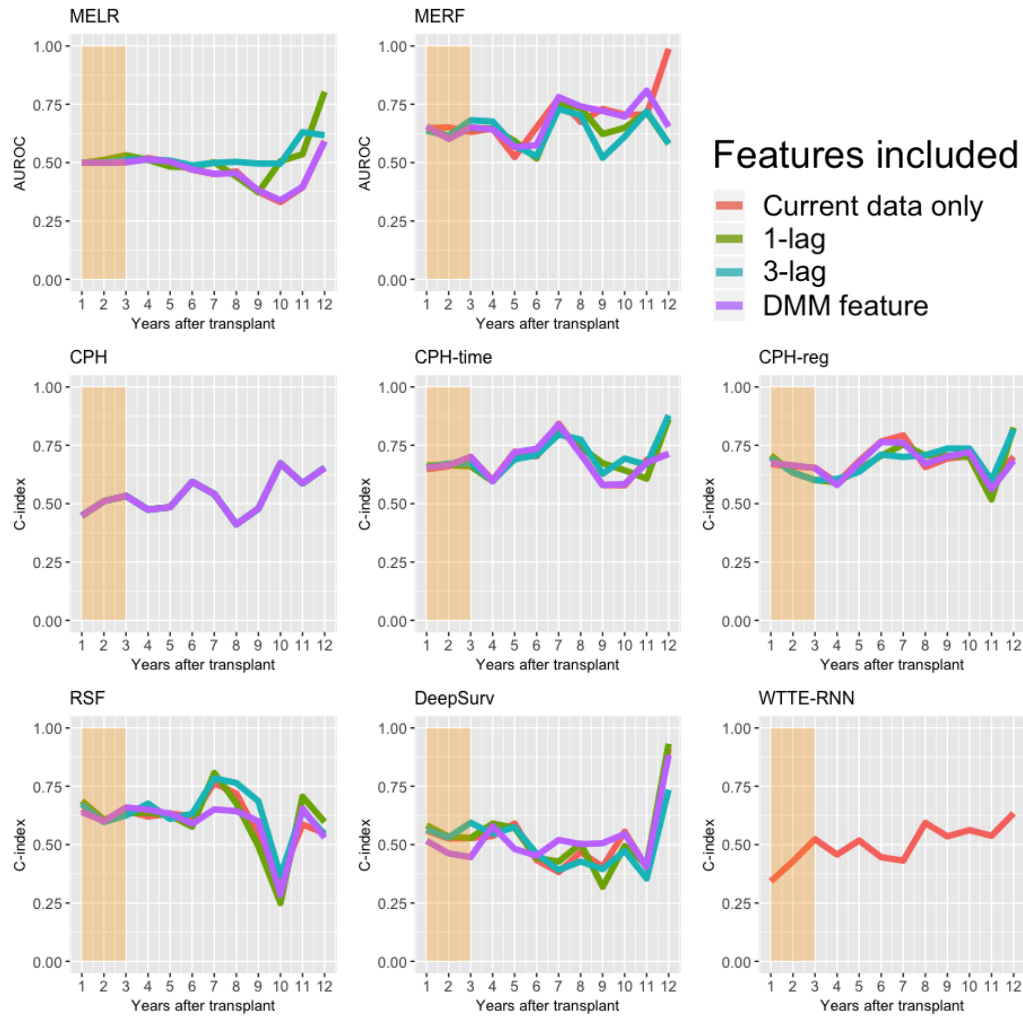 MELR
1.00
0.75
0.50
0.25
0.00
AUROC
1 2 3 4 5 6 7 8 9 10 11 12
Years after transplant
MERF
1.00
0.75
0.50
0.25
0.00
AUROC
1 2 3 4 5 6 7 8 9 10 11 12
Years after transplant
Features included
Current data only
1-lag
3-lag
DMM feature
CPH
1.00
0.75
0.50
0.25
0.00
C-index
1 2 3 4 5 6 7 8 9 10 11 12
Years after transplant
CPH-time
1.00
0.75
0.50
0.25
0.00
C-index
1 2 3 4 5 6 7 8 9 10 11 12
Years after transplant
CPH-reg
1.00
0.75
0.50
0.25
0.00
C-index
1 2 3 4 5 6 7 8 9 10 11 12
Years after transplant
RSF
1.00
0.75
0.50
0.25
0.00
C-index
1 2 3 4 5 6 7 8 9 10 11 12
Years after transplant
DeepSurv
1.00
0.75
0.50
0.25
0.00
C-index
1 2 3 4 5 6 7 8 9 10 11 12
Years after transplant
WTTE-RNN
1.00
0.75
0.50
0.25
0.00
C-index
1 2 3 4 5 6 7 8 9 10 11 12
Years after transplant